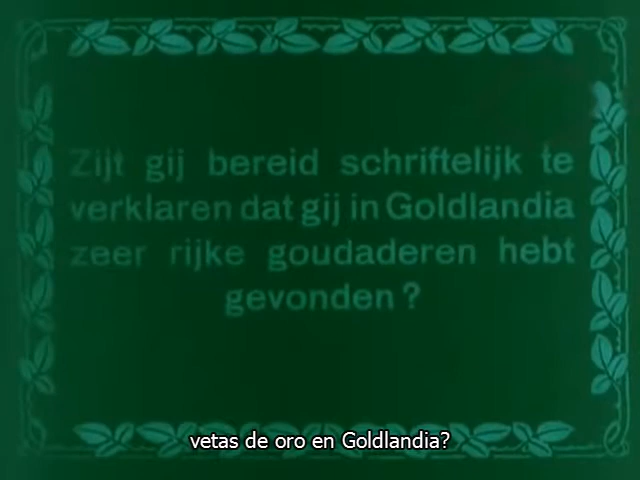 Zijt gij bereid schriftelijk te
verklaren dat gij in Goldlandia
zeer rijke goudaderen hebt
gevonden?
vetas de oro en Goldlandia?